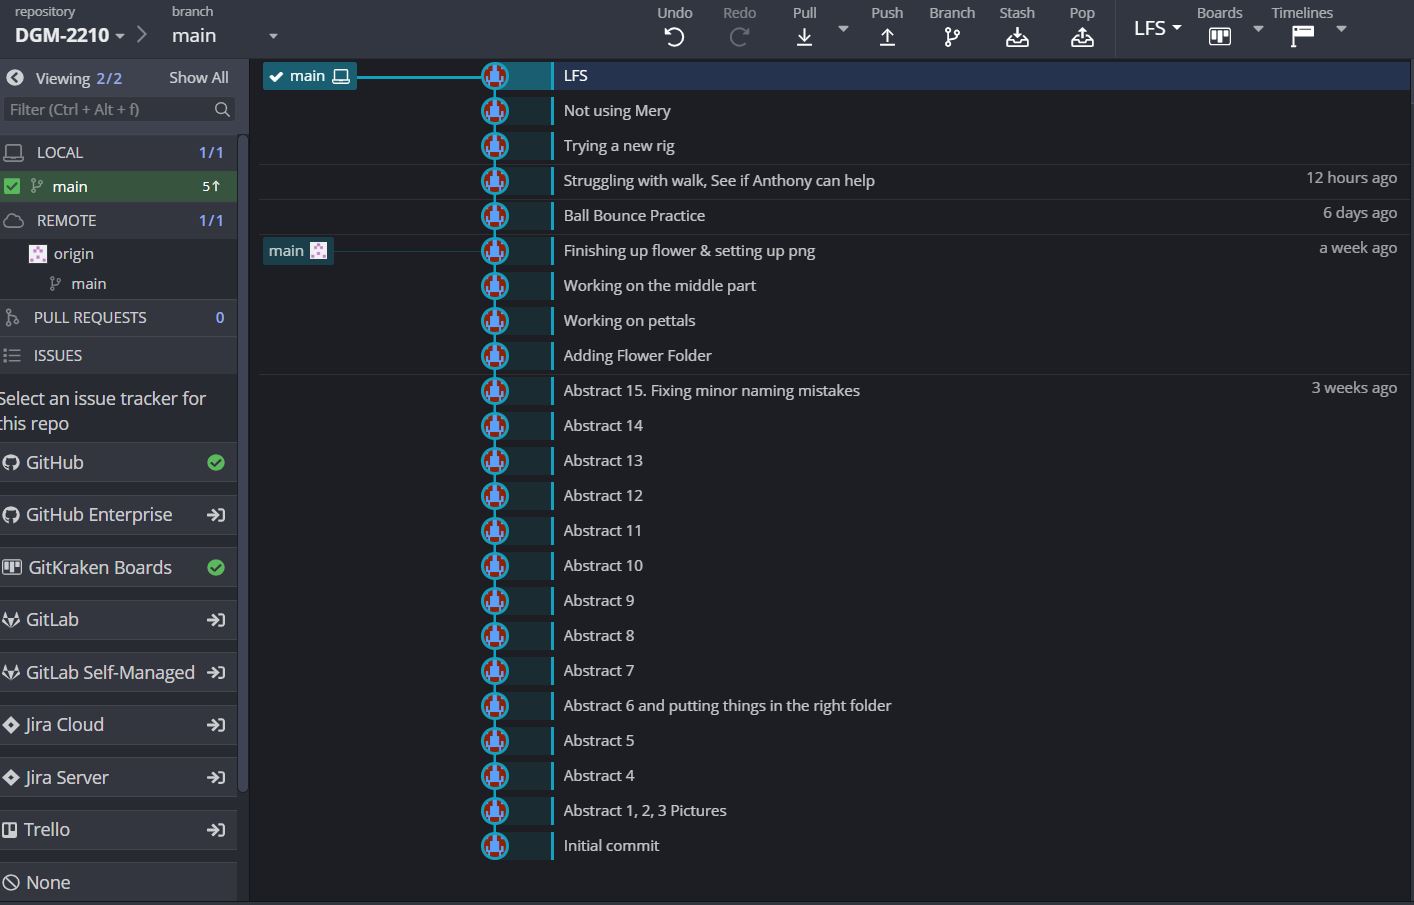 repository
branch
DGM-2210
main
Undo
Redo
Pull
Push
Branch
Stash
Pop
LFS
Boards
Timelines
Viewing 2/2
Show All
Filter (Ctrl + Alt + f)
LOCAL 1/1
main 5↑
REMOTE 1/1
origin
main
PULL REQUESTS 0
ISSUES
Select an issue tracker for
this repo
GitHub
GitHub Enterprise
GitKraken Boards
GitLab
GitLab Self-Managed
Jira Cloud
Jira Server
Trello
None
main LFS
Not using Mery
Trying a new rig
Struggling with walk, See if Anthony can help 12 hours ago
Ball Bounce Practice 6 days ago
main Finishing up flower & setting up png a week ago
Working on the middle part
Working on pettals
Adding Flower Folder
Abstract 15. Fixing minor naming mistakes 3 weeks ago
Abstract 14
Abstract 13
Abstract 12
Abstract 11
Abstract 10
Abstract 9
Abstract 8
Abstract 7
Abstract 6 and putting things in the right folder
Abstract 5
Abstract 4
Abstract 1, 2, 3 Pictures
Initial commit